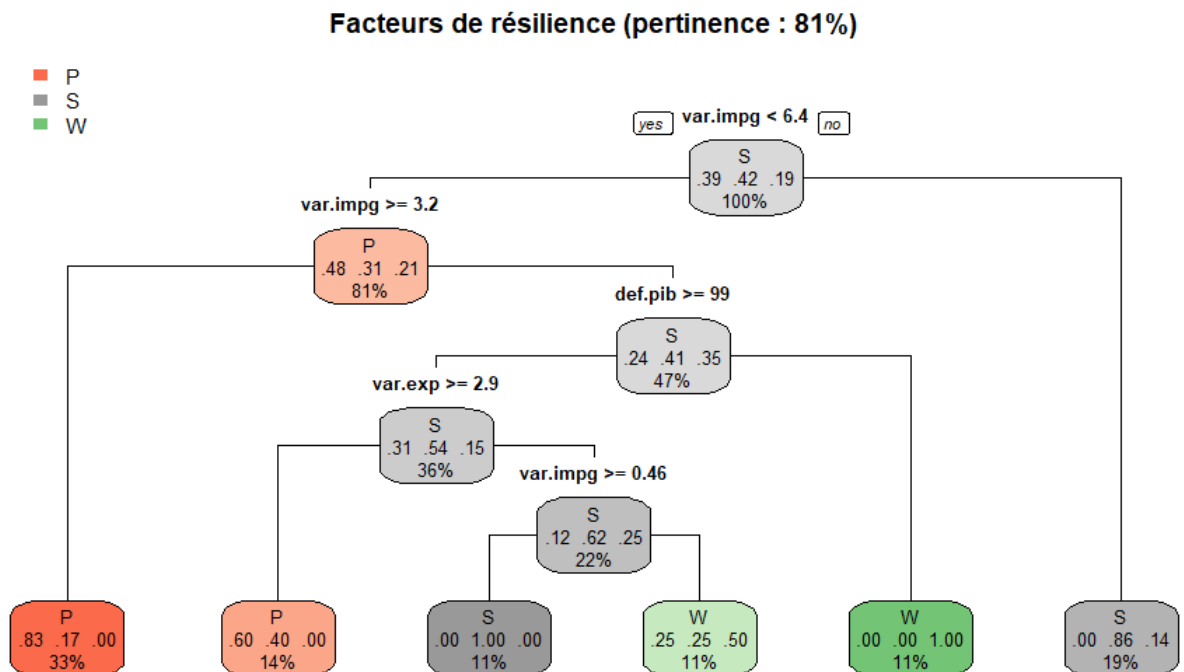 Facteurs de résilience (pertinence : 81%)
P
S
W
yes var.impg < 6.4 no
S
.39 .42 .19
100%
var.impg >= 3.2
P
.48 .31 .21
81%
def.pib >= 99
S
.24 .41 .35
47%
var.exp >= 2.9
S
.31 .54 .15
36%
var.impg >= 0.46
S
.12 .62 .25
22%
P
.83 .17 .00
33%
P
.60 .40 .00
14%
S
.00 1.00 .00
11%
W
.25 .25 .50
11%
W
.00 .00 1.00
11%
S
.00 .86 .14
19%